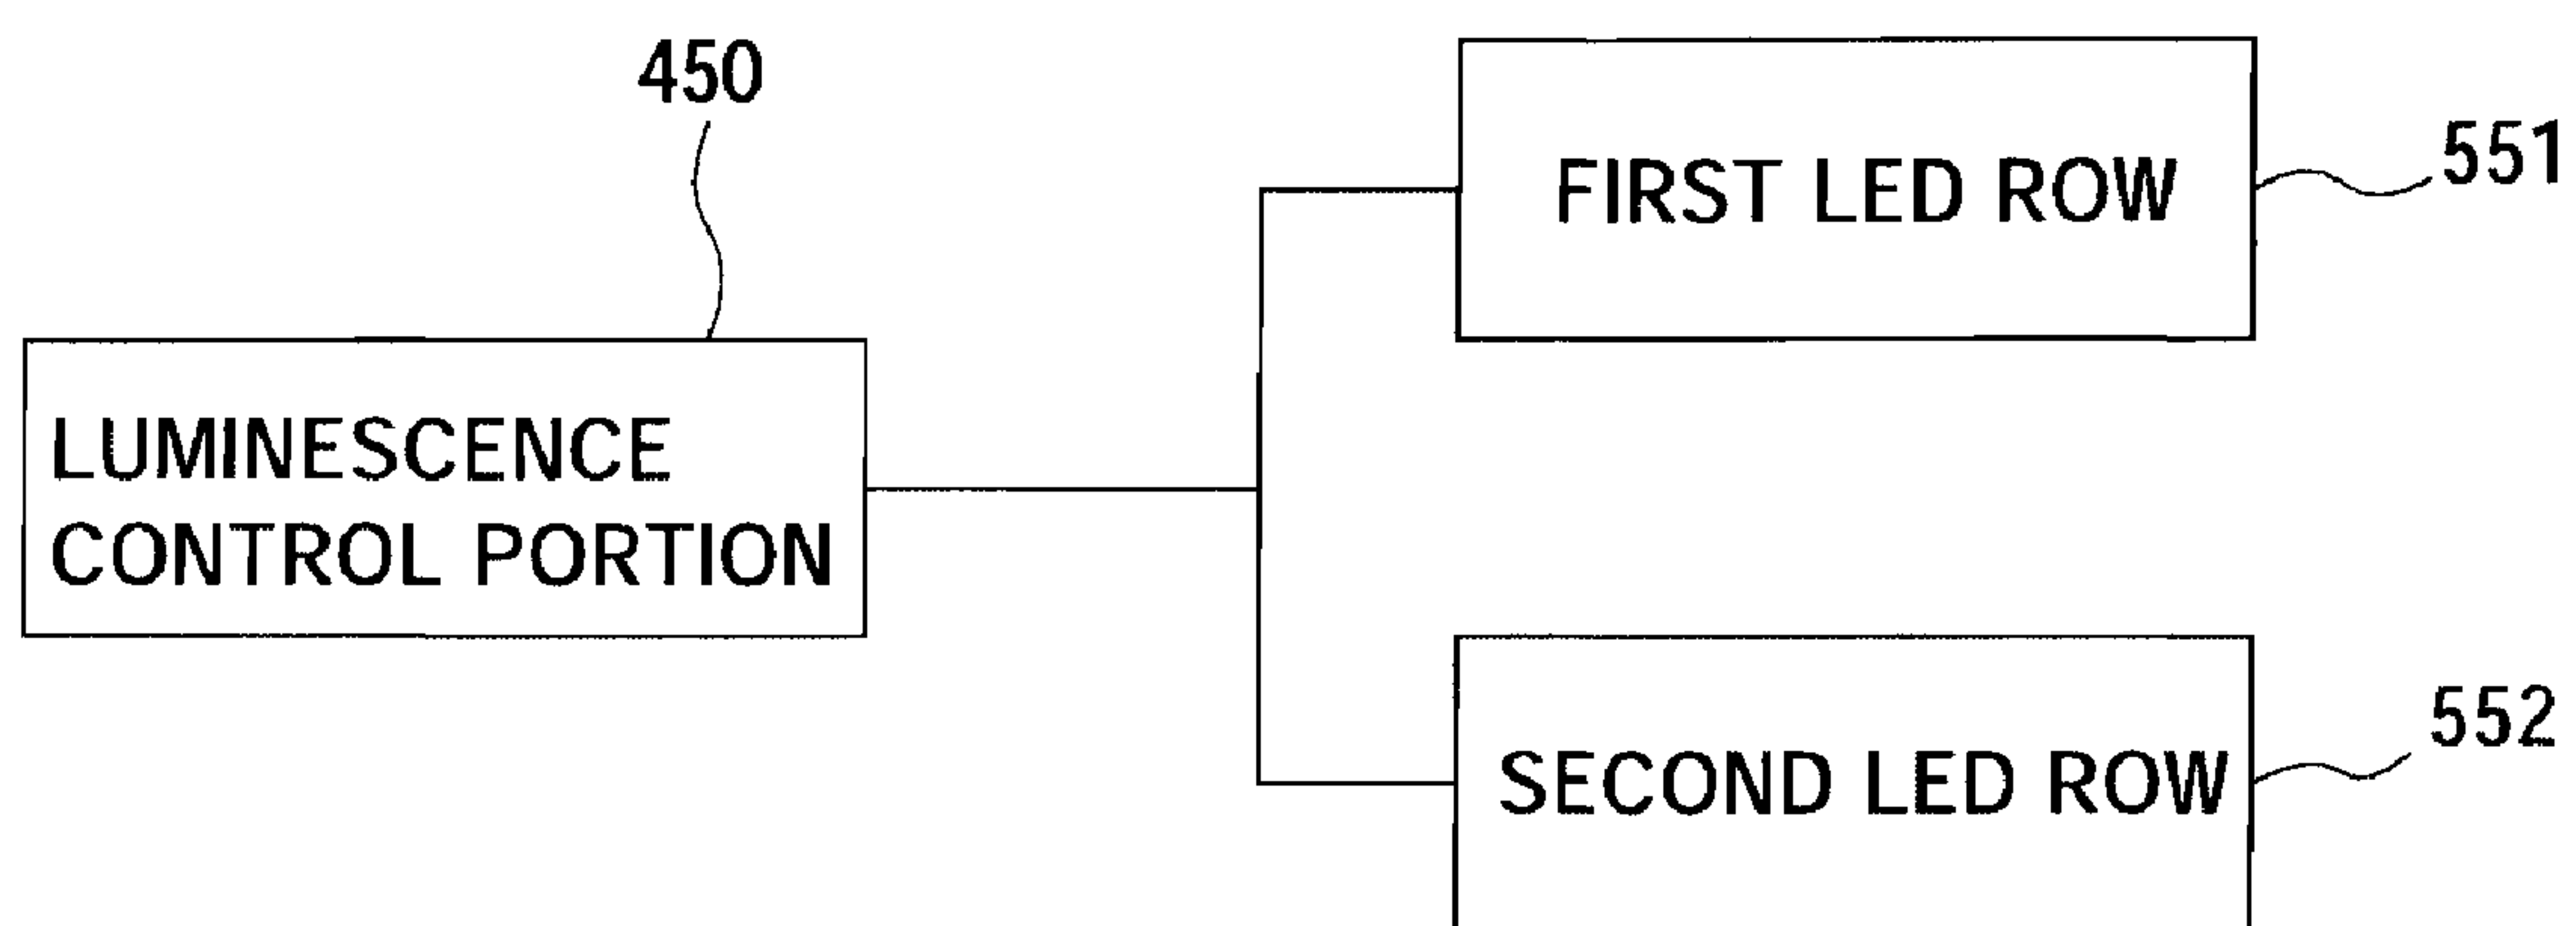 450
FIRST LED ROW
551
LUMINESCENCE
CONTROL PORTION
SECOND LED ROW
552